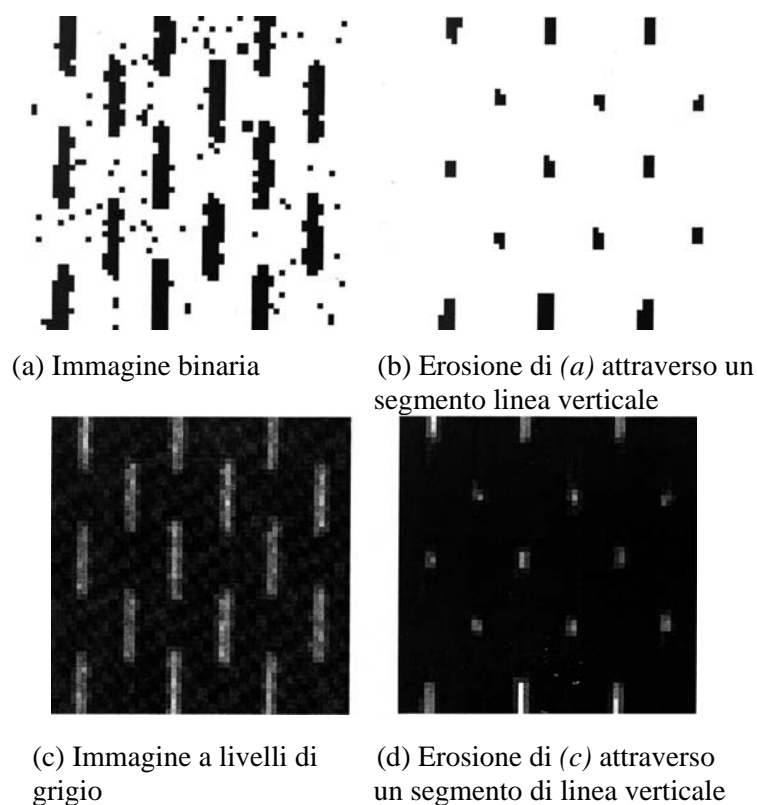 (a) Immagine binaria
(b) Erosione di (a) attraverso un
segmento linea verticale
(c) Immagine a livelli di
grigio
(d) Erosione di (c) attraverso
un segmento di linea verticale